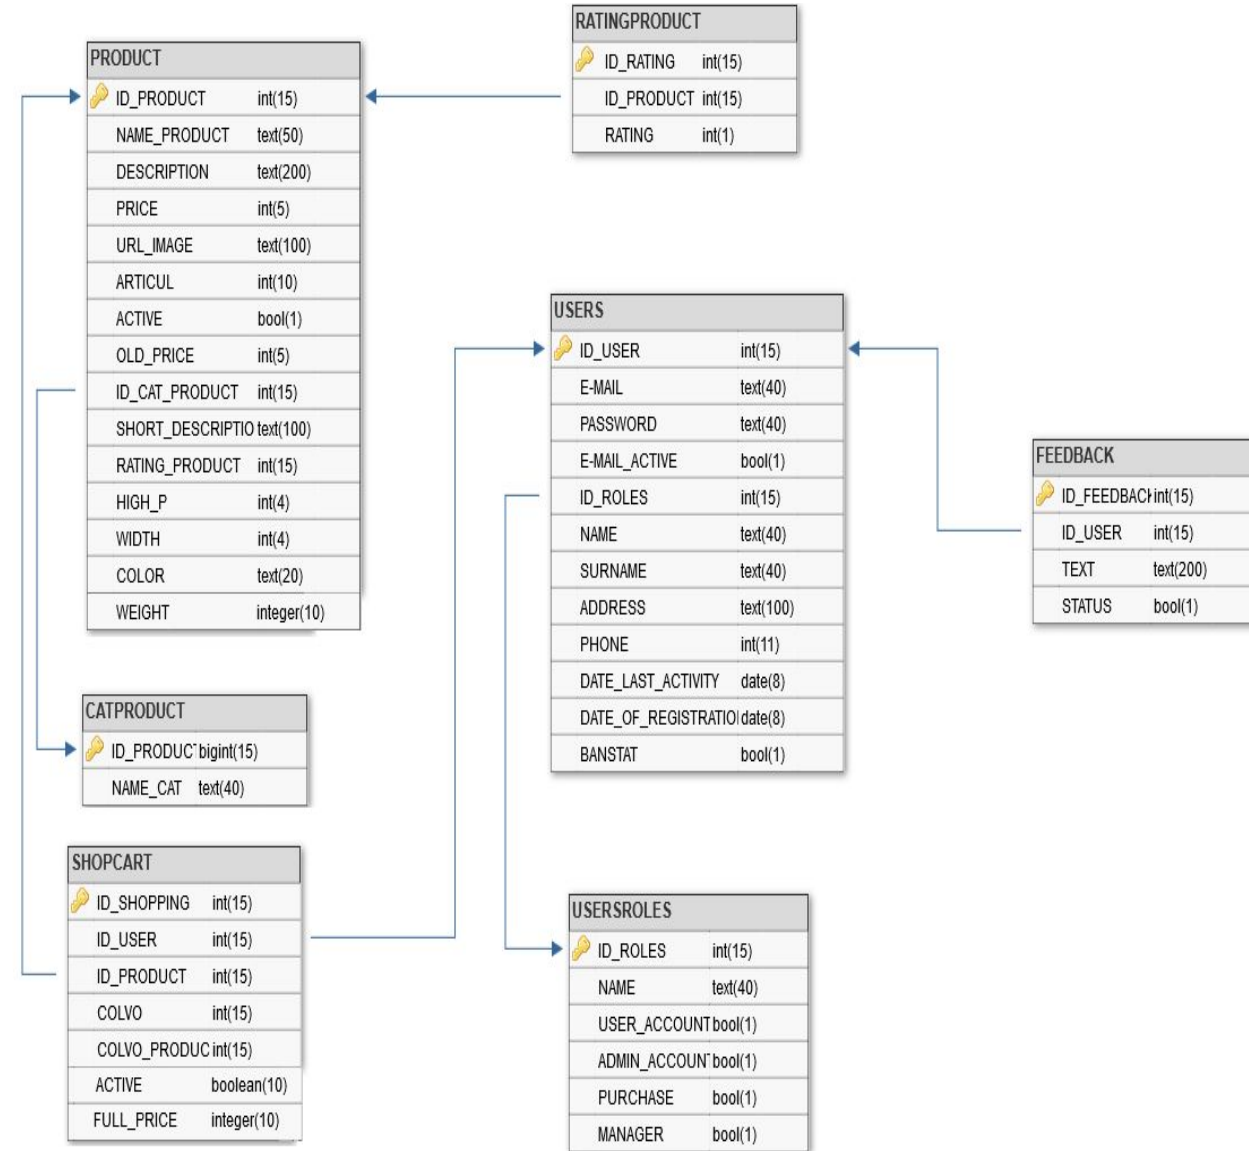 RATINGPRODUCT
ID_RATING int(15)
ID_PRODUCT int(15)
RATING int(1)
PRODUCT
ID_PRODUCT int(15)
NAME_PRODUCT text(50)
DESCRIPTION text(200)
PRICE int(5)
URL_IMAGE text(100)
ARTICUL int(10)
ACTIVE bool(1)
OLD_PRICE int(5)
ID_CAT_PRODUCT int(15)
SHORT_DESCRIPTIO text(100)
RATING_PRODUCT int(15)
HIGH_P int(4)
WIDTH int(4)
COLOR text(20)
WEIGHT integer(10)
USERS
ID_USER int(15)
E-MAIL text(40)
PASSWORD text(40)
E-MAIL_ACTIVE bool(1)
ID_ROLES int(15)
NAME text(40)
SURNAME text(40)
ADDRESS text(100)
PHONE int(11)
DATE_LAST_ACTIVITY date(8)
DATE_OF_REGISTRATIO date(8)
BANSTAT bool(1)
FEEDBACK
ID_FEEDBAC int(15)
ID_USER int(15)
TEXT text(200)
STATUS bool(1)
CATPRODUCT
ID_PRODUC bigint(15)
NAME_CAT text(40)
SHOPCART
ID_SHOPPING int(15)
ID_USER int(15)
ID_PRODUCT int(15)
COLVO int(15)
COLVO_PRODUC int(15)
ACTIVE boolean(10)
FULL_PRICE integer(10)
USERSROLES
ID_ROLES int(15)
NAME text(40)
USER_ACCOUNT bool(1)
ADMIN_ACCOUN bool(1)
PURCHASE bool(1)
MANAGER bool(1)